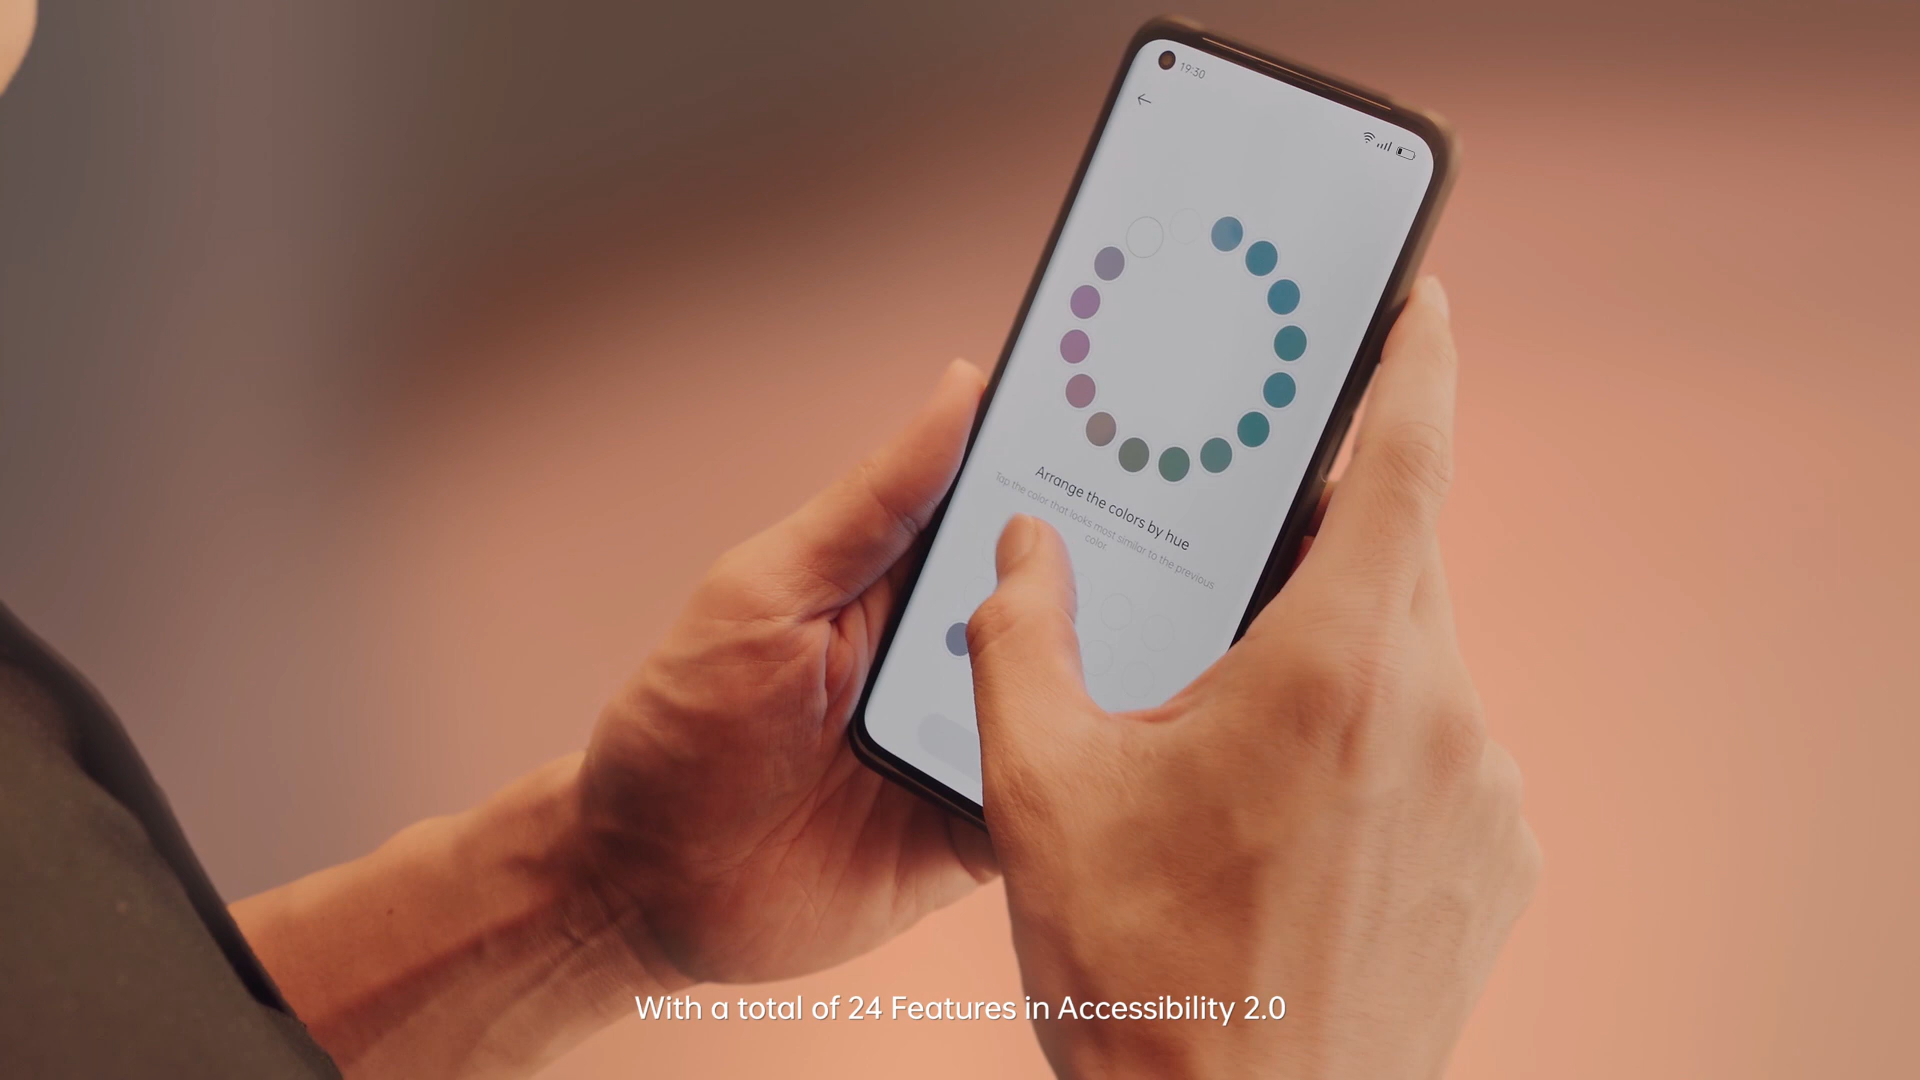 19:30
Arrange the colors by hue
Tap the color that looks most similar to the previous
color
With a total of 24 Features in Accessibility 2.0